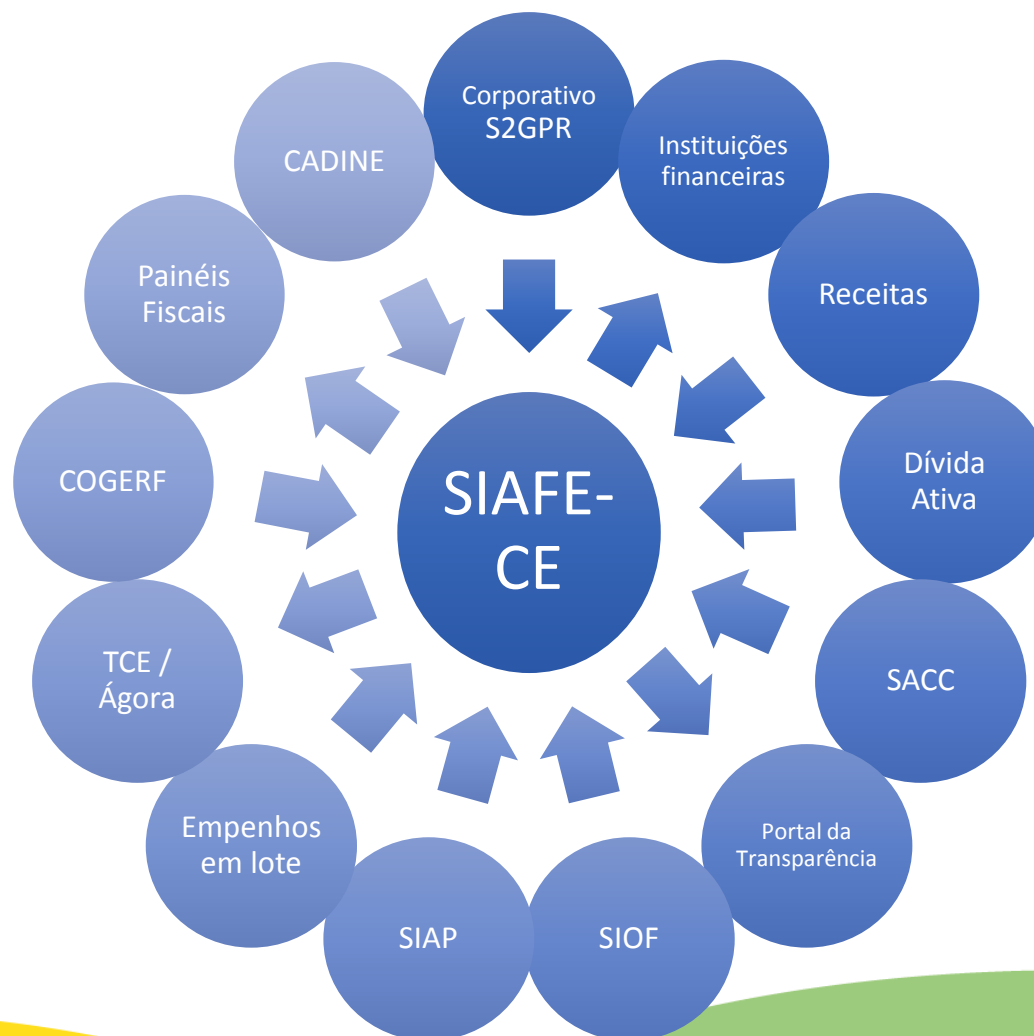 Corporativo
S2GPR
Instituições
financeiras
Receitas
Dívida
Ativa
SACC
Portal da
Transparência
SIOF
SIAP
Empenhos
em lote
TCE /
Ágora
COGERF
Painéis
Fiscais
CADINE
SIAFE-
CE